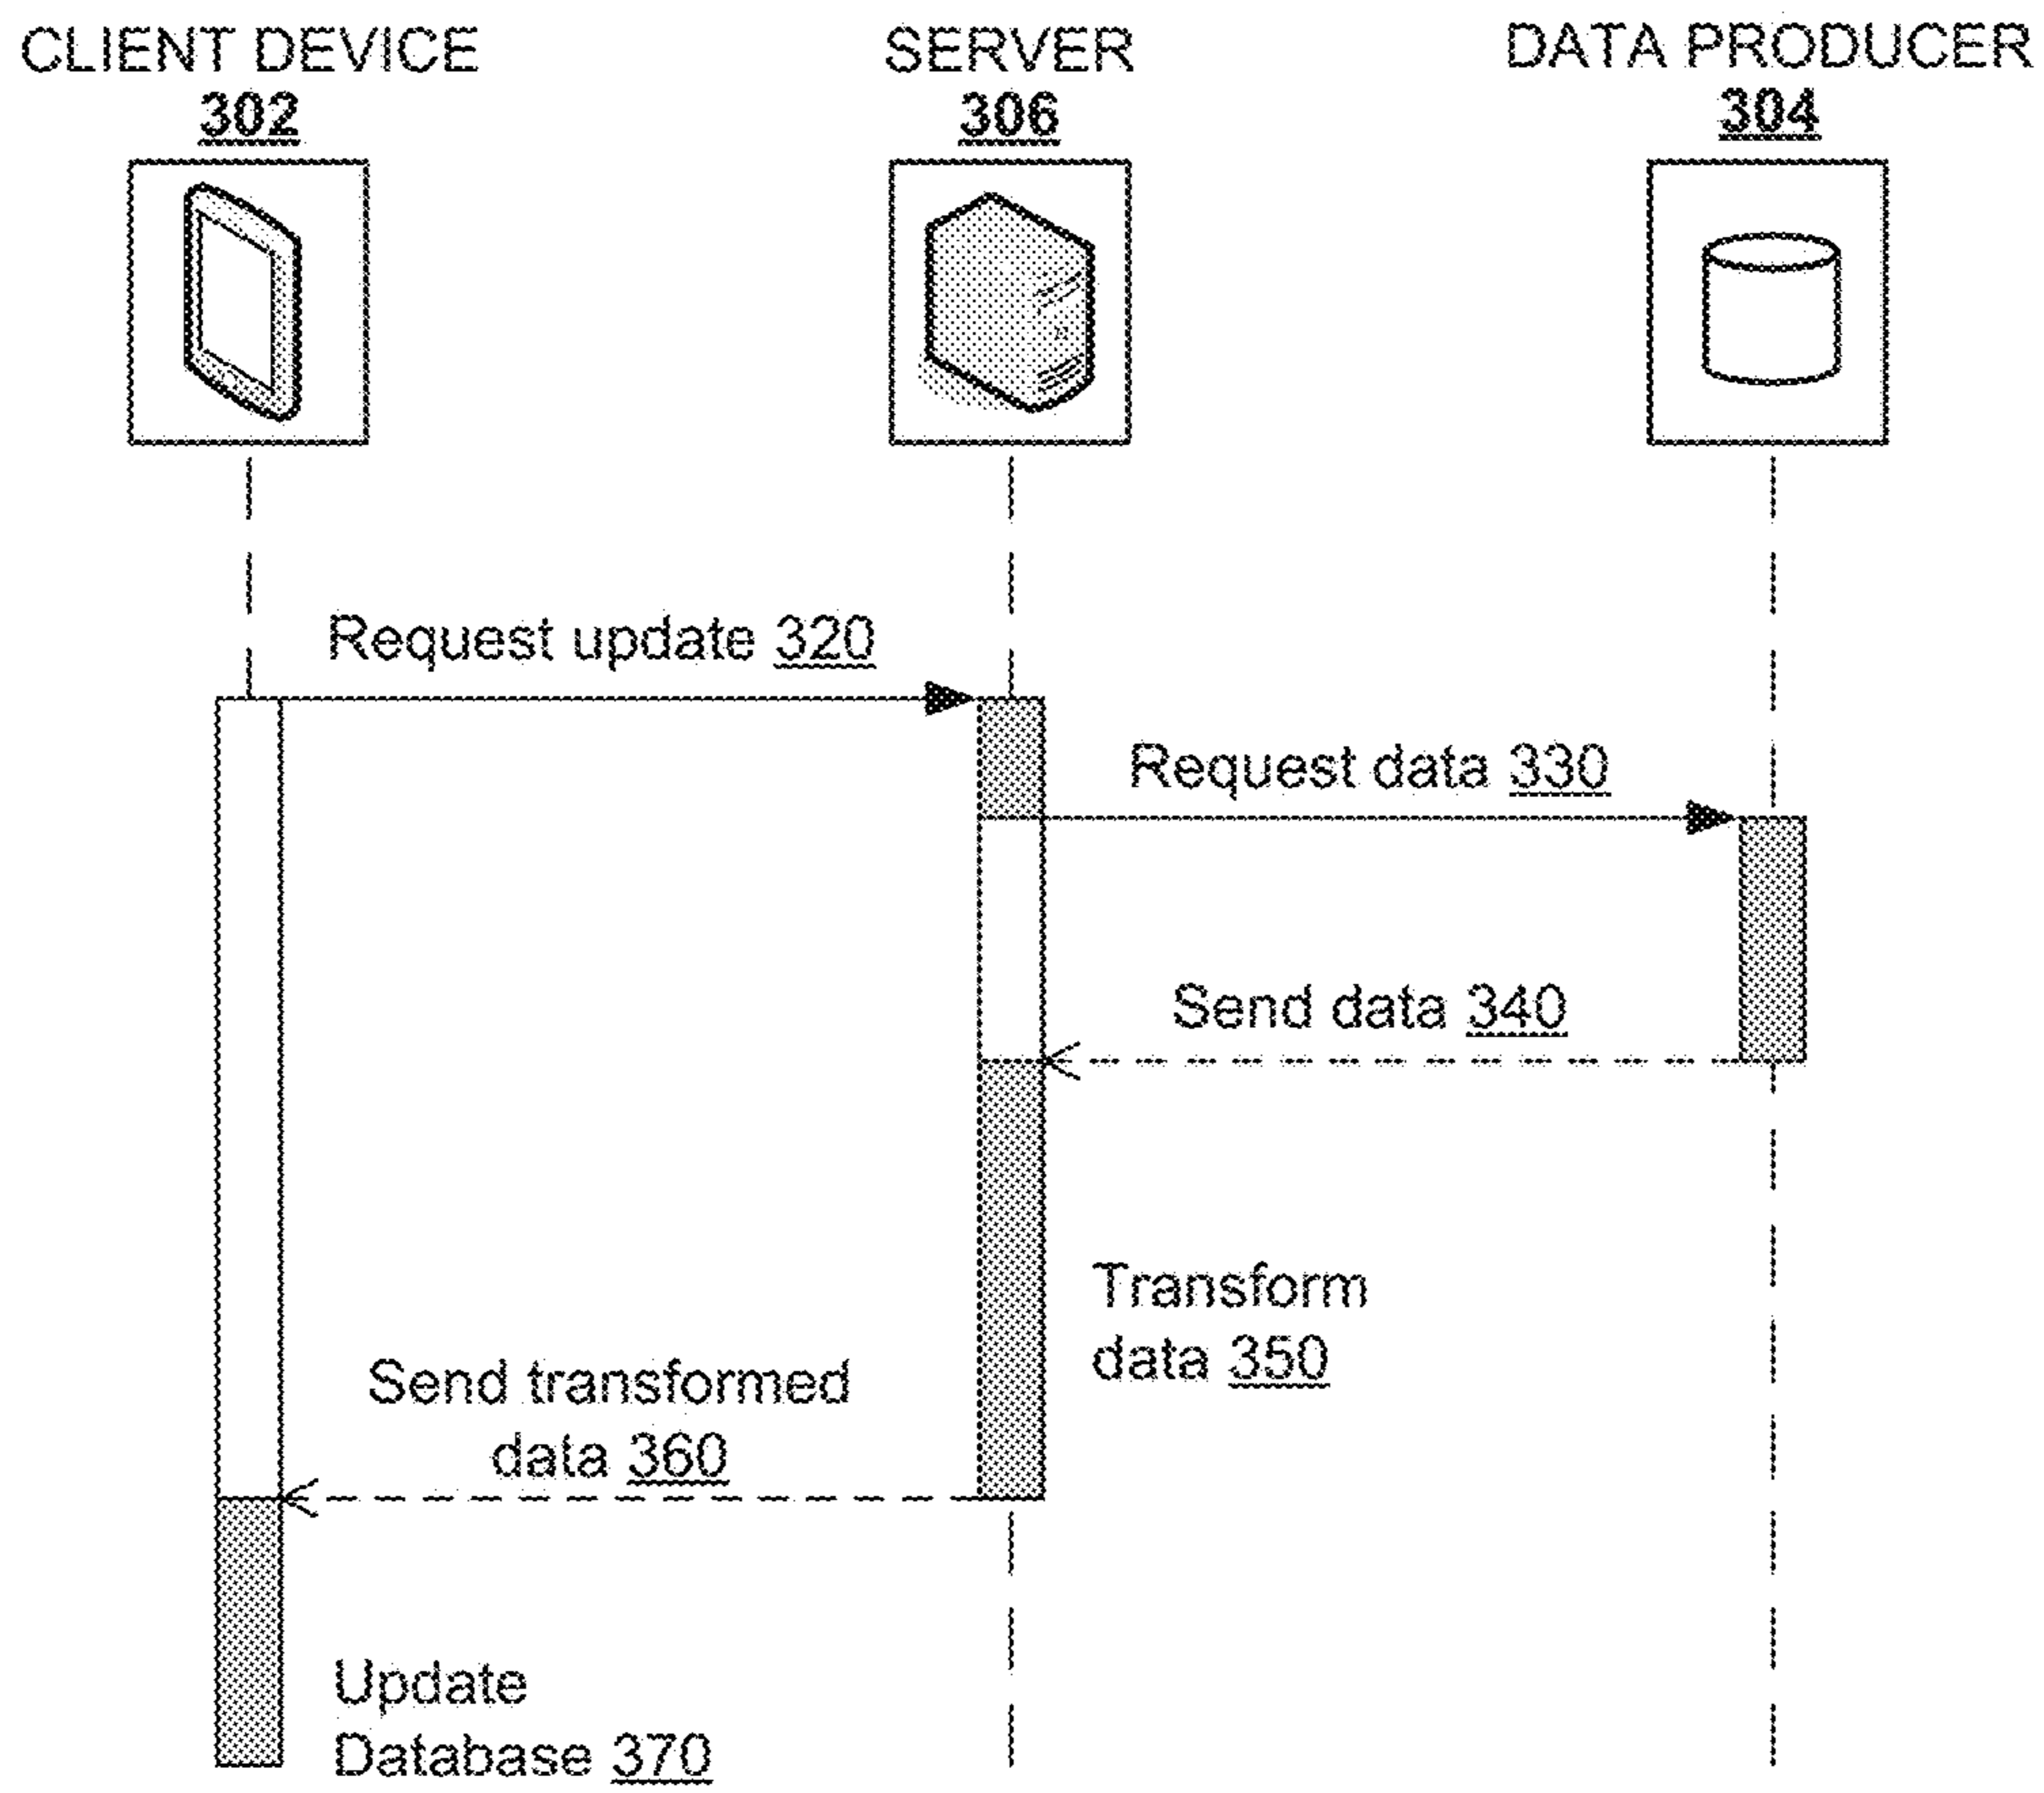 CLIENT DEVICE
302
SERVER
306
DATA PRODUCER
304
Request update 320
Request data 330
Send data 340
Transform
data 350
Send transformed
data 360
Update
Database 370